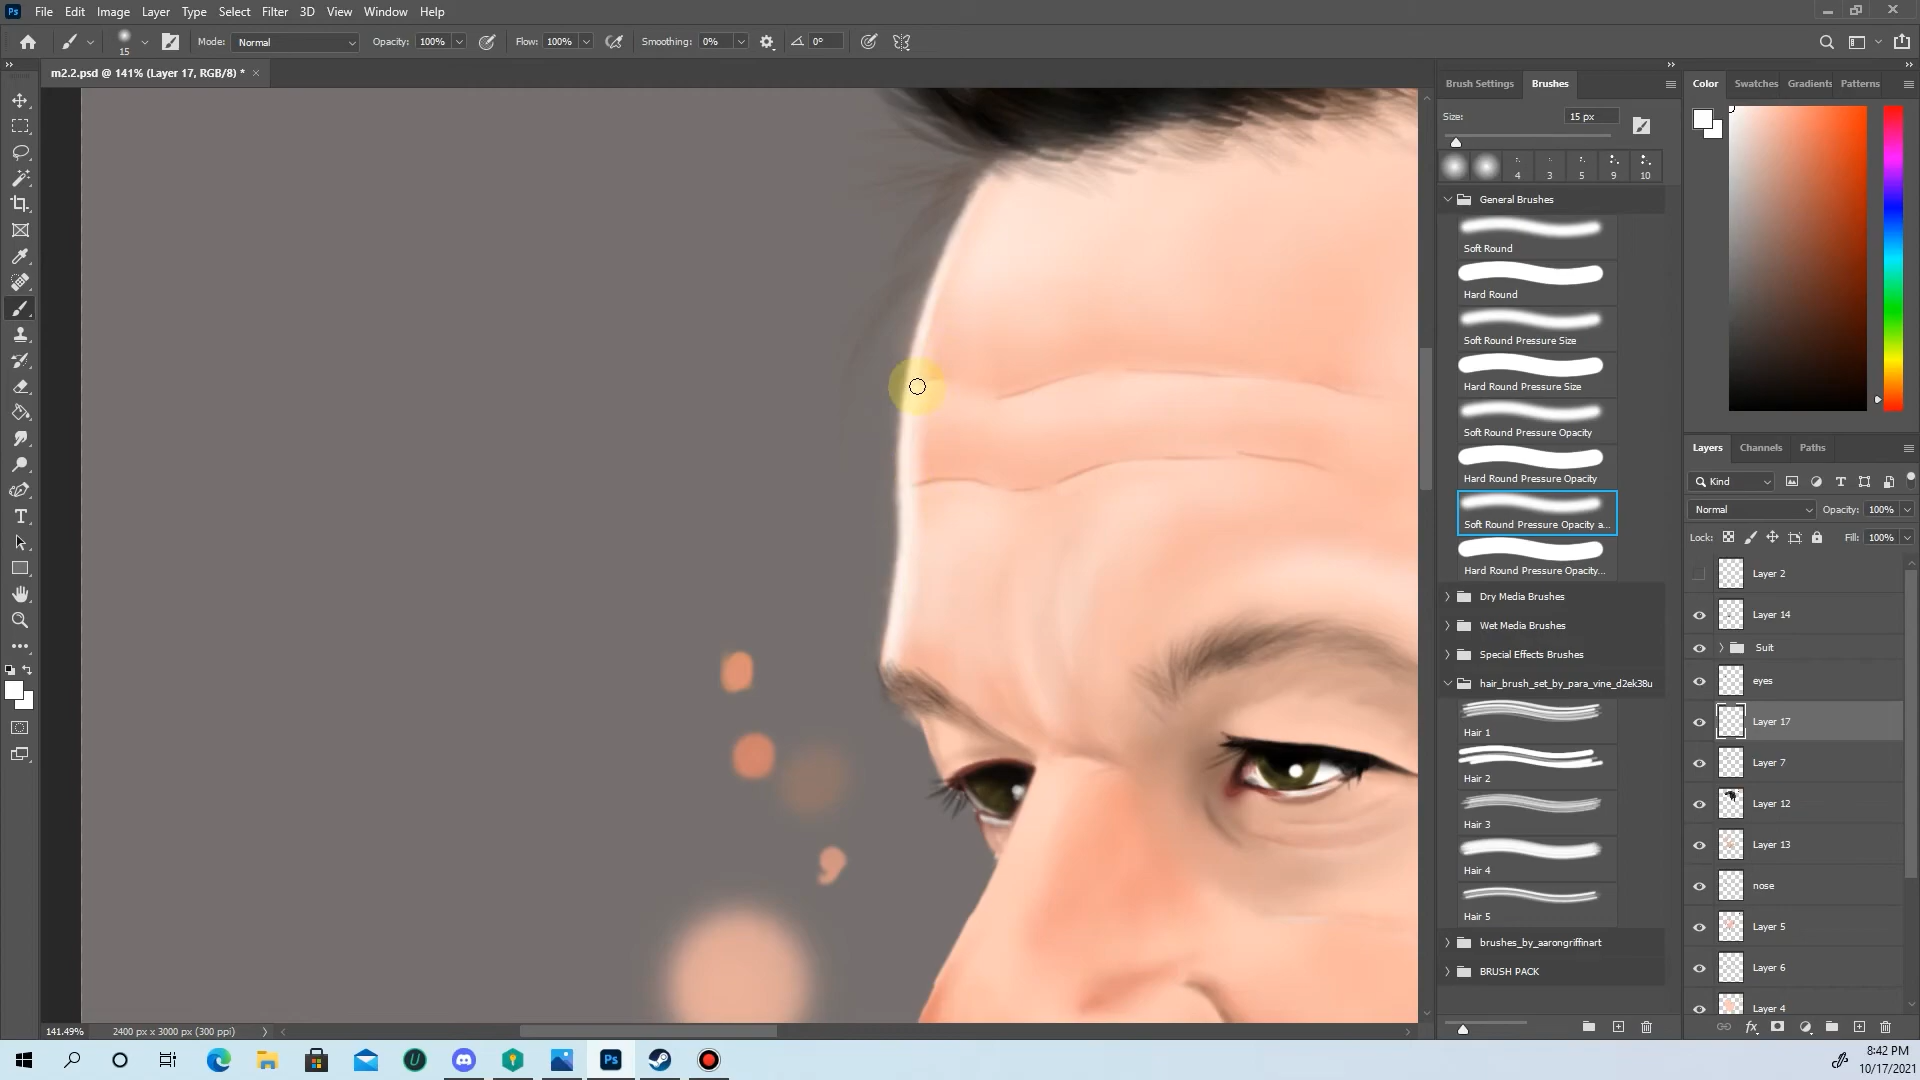 Ps File Edit Image Layer Type Select Filter 3D View Window Help
15 Mode: Normal Opacity: 100% Flow: 100% Smoothing: 0% 0°
m2.2.psd @ 141% (Layer 17, RGB/8) *
Brush Settings Brushes
Size: 15 px
4 3 5 9 10
General Brushes
Soft Round
Hard Round
Soft Round Pressure Size
Hard Round Pressure Size
Soft Round Pressure Opacity
Hard Round Pressure Opacity
Soft Round Pressure Opacity a...
Hard Round Pressure Opacity...
Dry Media Brushes
Wet Media Brushes
Special Effects Brushes
hair_brush_set_by_para_vine_d2ek38u
Hair 1
Hair 2
Hair 3
Hair 4
Hair 5
brushes_by_aarongriffinart
BRUSH PACK
Color Swatches Gradients Patterns
Layers Channels Paths
Kind
Normal Opacity: 100%
Lock: Fill: 100%
Layer 2
Layer 14
Suit
eyes
Layer 17
Layer 7
Layer 12
Layer 13
nose
Layer 5
Layer 6
Layer 4
141.49% 2400 px x 3000 px (300 ppi)
Ps
8:42 PM
10/17/2021